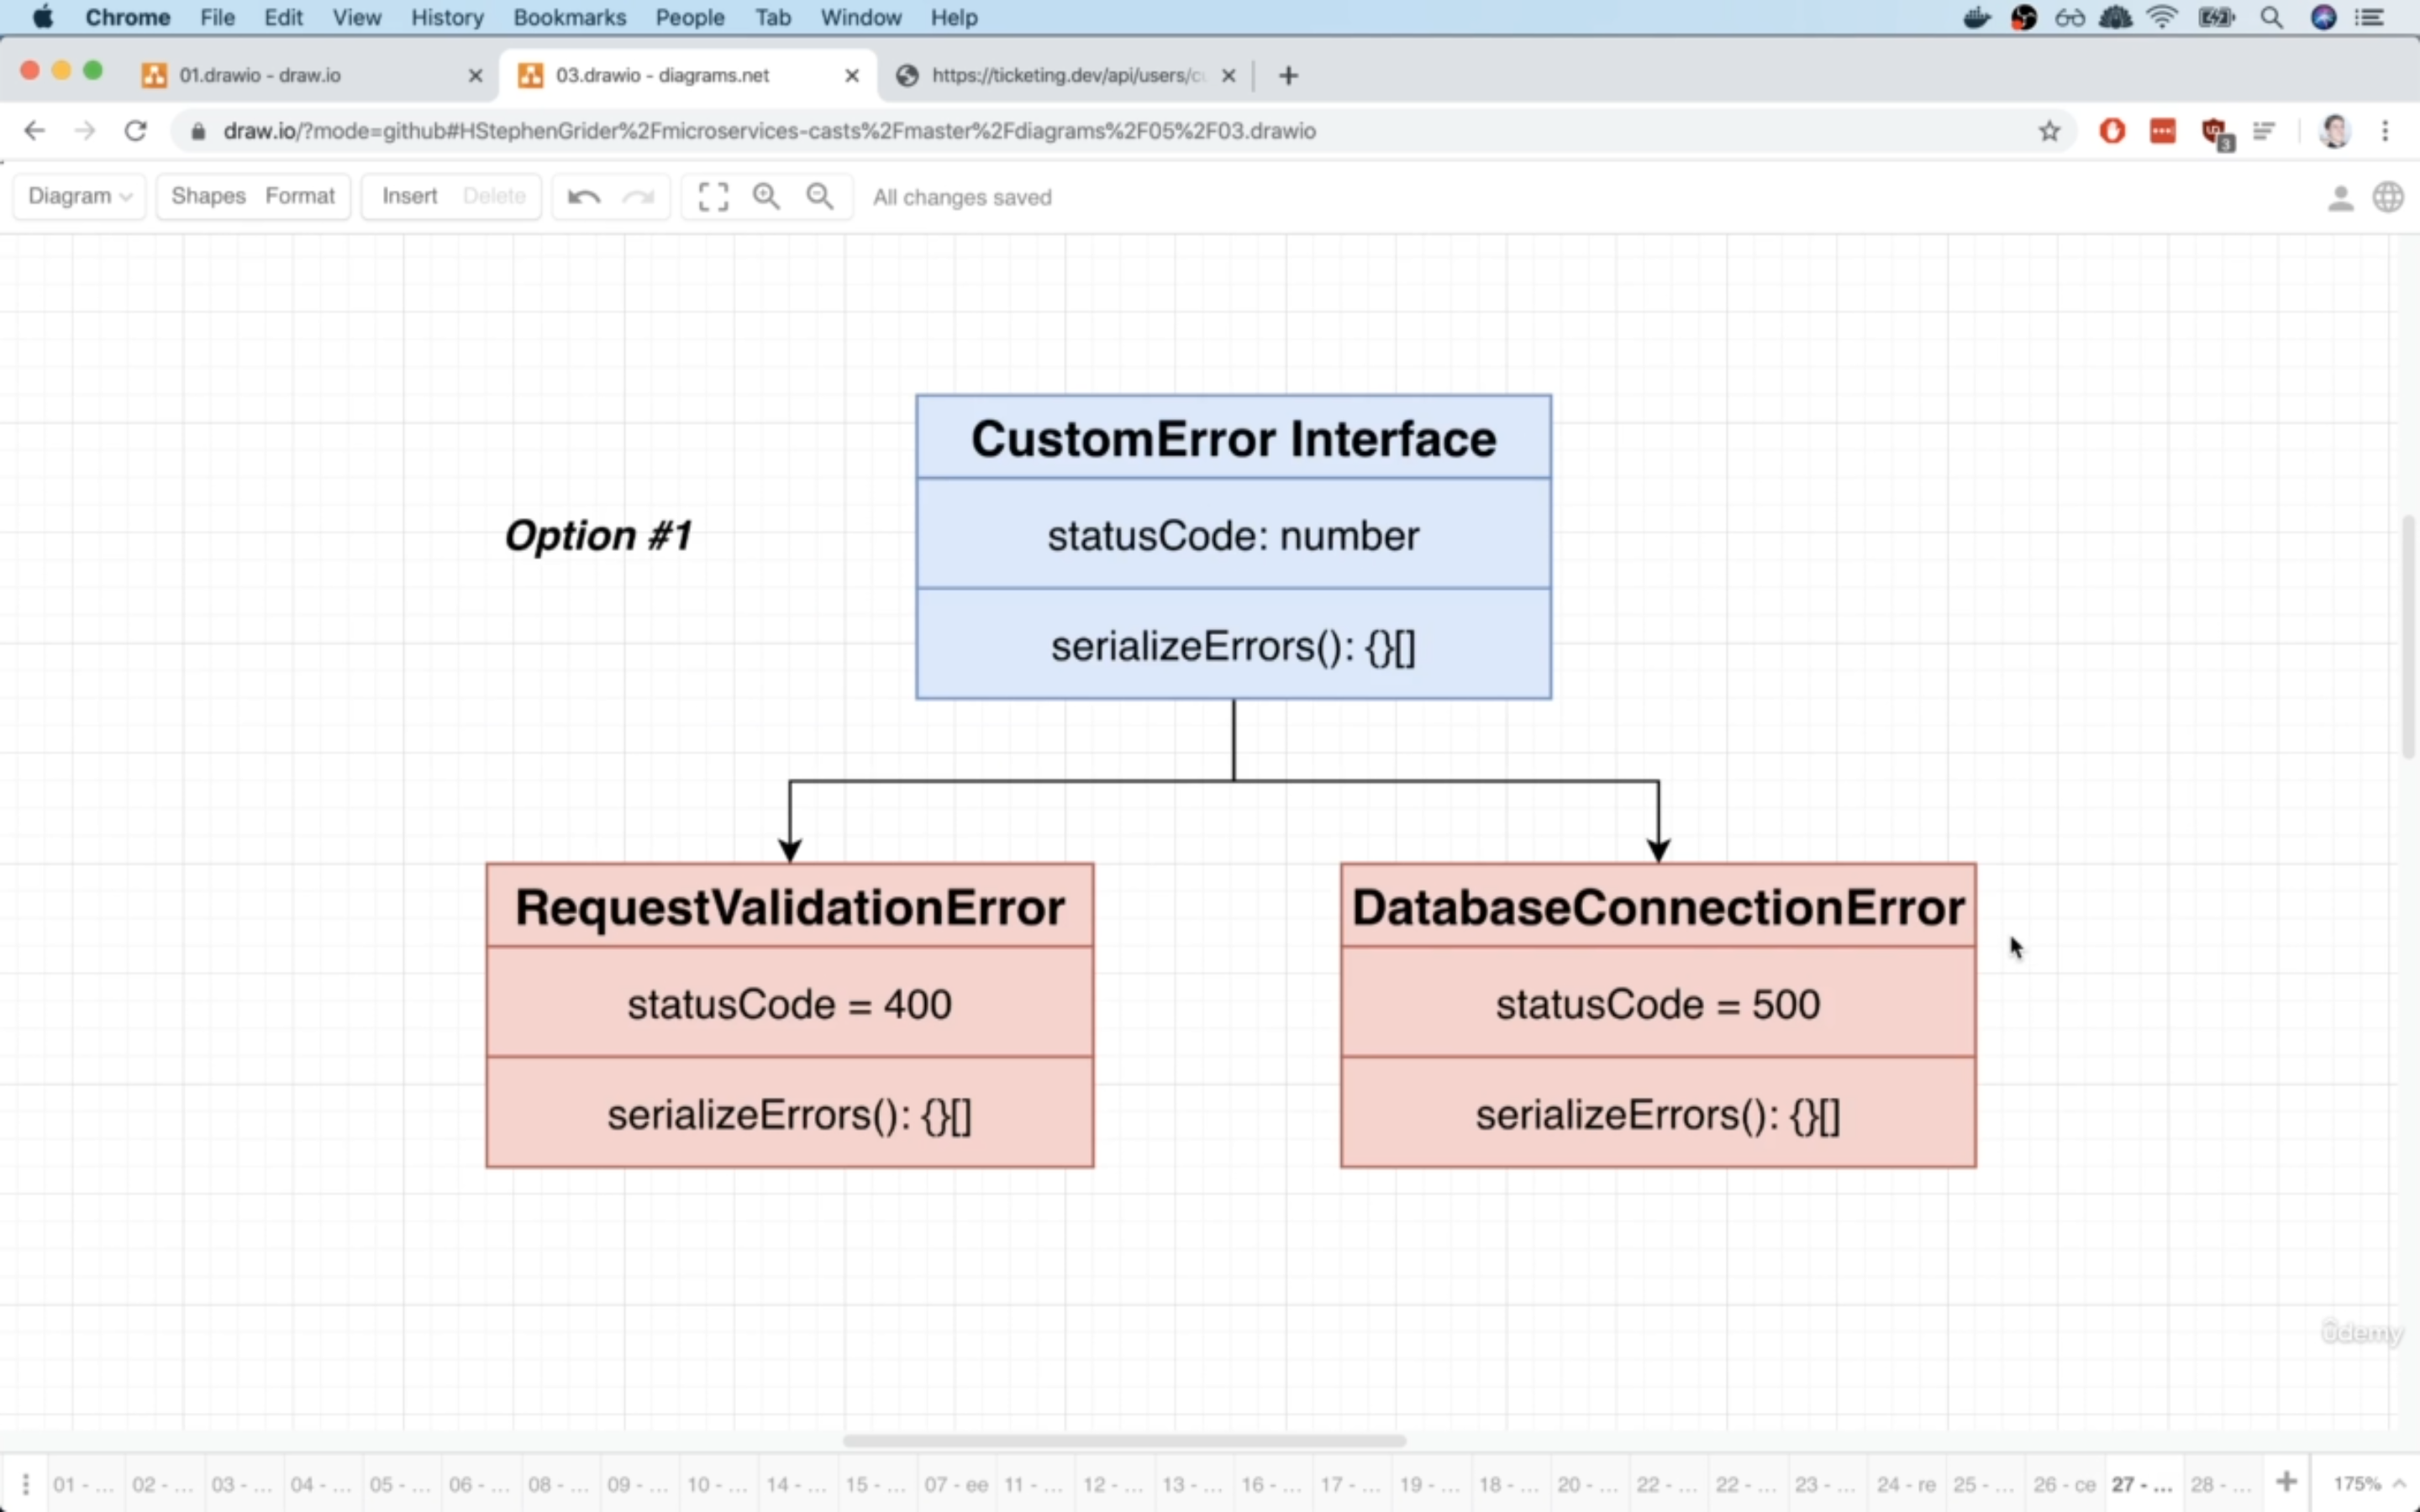 Chrome File Edit View History Bookmarks People Tab Window Help
01.drawio - draw.io
03.drawio - diagrams.net
https://ticketing.dev/api/users/c
draw.io/?mode=github#HStephenGrider%2Fmicroservices-casts%2Fmaster%2Fdiagrams%2F05%2F03.drawio
3
Diagram Shapes Format Insert Delete All changes saved
CustomError Interface
Option #1
statusCode: number
serializeErrors(): {}[]
RequestValidationError
statusCode = 400
serializeErrors(): {}[]
DatabaseConnectionError
statusCode = 500
serializeErrors(): {}[]
ûdemy
01 - ... 02 - ... 03 - ... 04 - ... 05 - ... 06 - ... 08 - ... 09 - ... 10 - ... 14 - ... 15 - ... 07 - ee 11 - ... 12 - ... 13 - ... 16 - ... 17 - ... 19 - ... 18 - ... 20 - ... 22 - ... 22 - ... 23 - ... 24 - re 25 - ... 26 - ce 27 - ... 28 - ... 175%